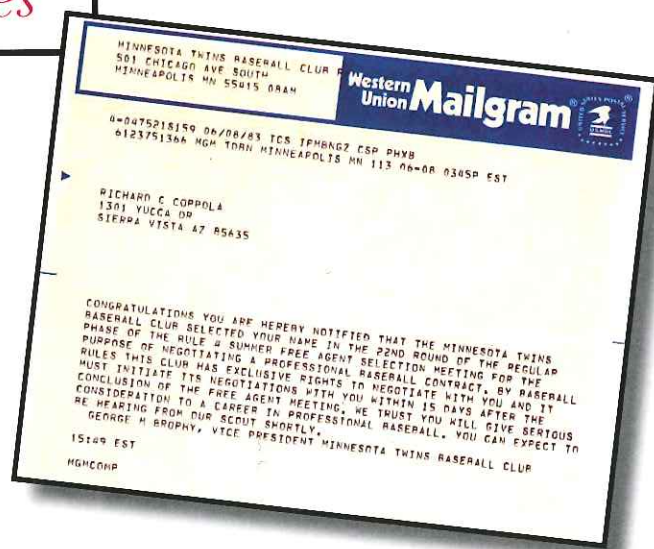 es
MINNESOTA TWINS BASEBALL CLUB
501 CHICAGO AVE SOUTH
MINNEAPOLIS MN 55415 08AM
Western Union Mailgram
4-047521S159 06/08/83 TCS IPMBNGZ CSP PHXB
6123751366 MGM TDBN MINNEAPOLIS MN 113 06-08 0345P EST
RICHARD C COPPOLA
1301 YUCCA DR
SIERRA VISTA AZ 85635
CONGRATULATIONS YOU ARE HEREBY NOTIFIED THAT THE MINNESOTA TWINS
BASEBALL CLUB SELECTED YOUR NAME IN THE 22ND ROUND OF THE REGULAR
PHASE OF THE RULE 4 SUMMER FREE AGENT SELECTION MEETING FOR THE
PURPOSE OF NEGOTIATING A PROFESSIONAL BASEBALL CONTRACT. BY BASEBALL
RULES THIS CLUB HAS EXCLUSIVE RIGHTS TO NEGOTIATE WITH YOU AND IT
MUST INITIATE ITS NEGOTIATIONS WITH YOU WITHIN 15 DAYS AFTER THE
CONCLUSION OF THE FREE AGENT MEETING. WE TRUST YOU WILL GIVE SERIOUS
CONSIDERATION TO A CAREER IN PROFESSIONAL BASEBALL. YOU CAN EXPECT TO
BE HEARING FROM OUR SCOUT SHORTLY.
GEORGE M BROPHY, VICE PRESIDENT MINNESOTA TWINS BASEBALL CLUB
15:49 EST
MGMCOMP